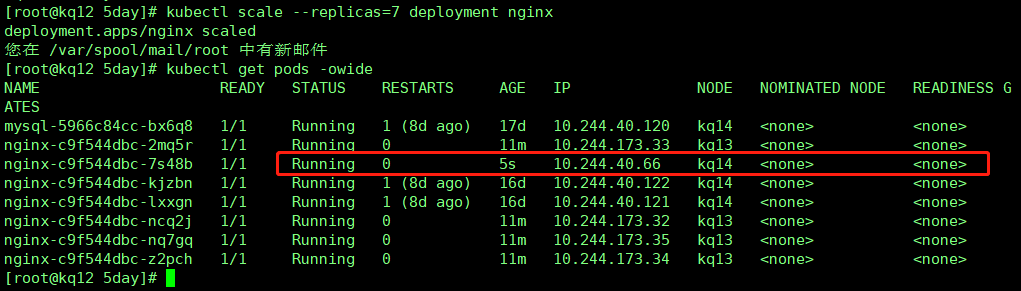 [root@kq12 5day]# kubectl scale --replicas=7 deployment nginx
deployment.apps/nginx scaled
您在 /var/spool/mail/root 中有新邮件
[root@kq12 5day]# kubectl get pods -owide
NAME                     READY   STATUS    RESTARTS     AGE   IP              NODE   NOMINATED NODE   READINESS G
ATES
mysql-5966c84cc-bx6q8    1/1     Running   1 (8d ago)   17d   10.244.40.120   kq14   <none>           <none>
nginx-c9f544dbc-2mq5r    1/1     Running   0            11m   10.244.173.33   kq13   <none>           <none>
nginx-c9f544dbc-7s48b    1/1     Running   0            5s    10.244.40.66    kq14   <none>           <none>
nginx-c9f544dbc-kjzbn    1/1     Running   1 (8d ago)   16d   10.244.40.122   kq14   <none>           <none>
nginx-c9f544dbc-lxxgn    1/1     Running   1 (8d ago)   16d   10.244.40.121   kq14   <none>           <none>
nginx-c9f544dbc-ncq2j    1/1     Running   0            11m   10.244.173.32   kq13   <none>           <none>
nginx-c9f544dbc-nq7gq    1/1     Running   0            11m   10.244.173.35   kq13   <none>           <none>
nginx-c9f544dbc-z2pch    1/1     Running   0            11m   10.244.173.34   kq13   <none>           <none>
[root@kq12 5day]#